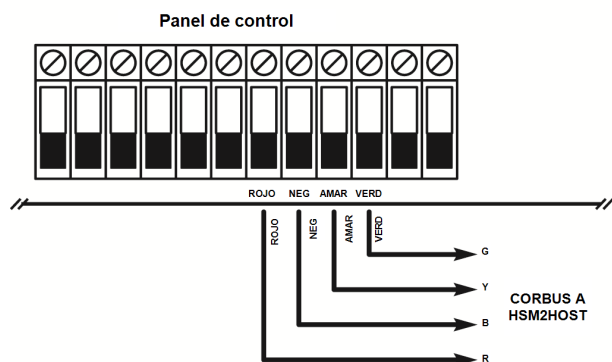 Panel de control
ROJO NEG AMAR VERD
ROJO
NEG
AMAR
VERD
G
Y
CORBUS A
HSM2HOST
B
R